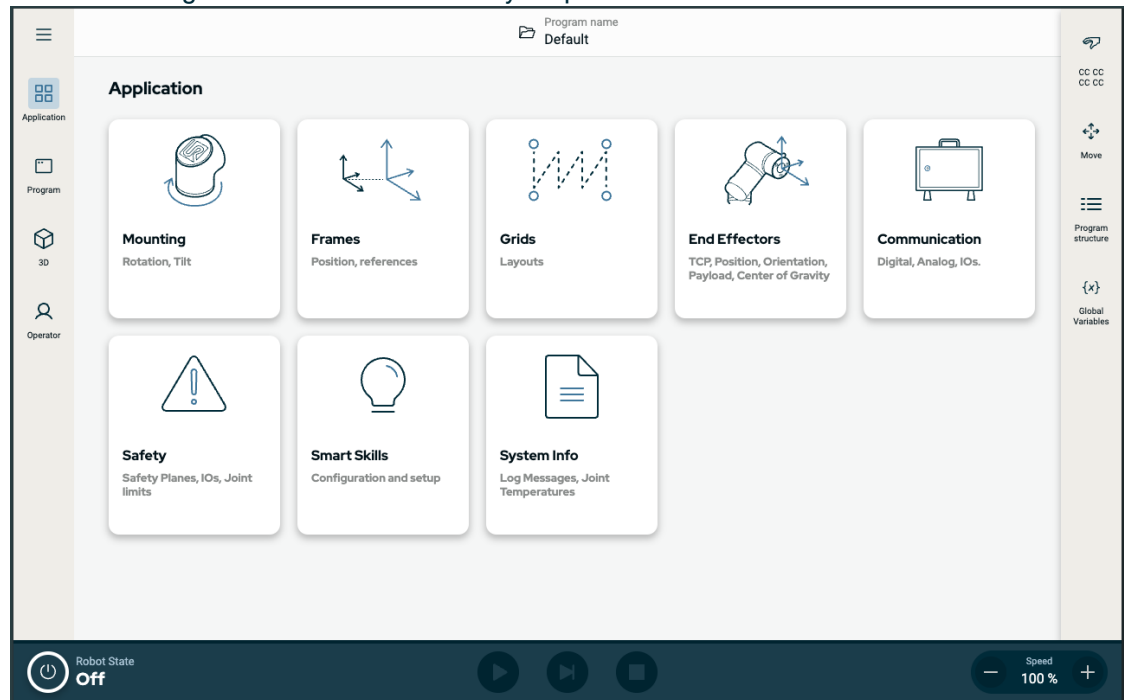 Program name
Default
Application
Program
3D
Operator
Application
Mounting
Rotation, Tilt
Frames
Position, references
Grids
Layouts
End Effectors
TCP, Position, Orientation,
Payload, Center of Gravity
Communication
Digital, Analog, IOs.
Safety
Safety Planes, IOs, Joint
limits
Smart Skills
Configuration and setup
System Info
Log Messages, Joint
Temperatures
CC CC
CC CC
Move
Program
structure
{x}
Global
Variables
Robot State
Off
Speed
100 %